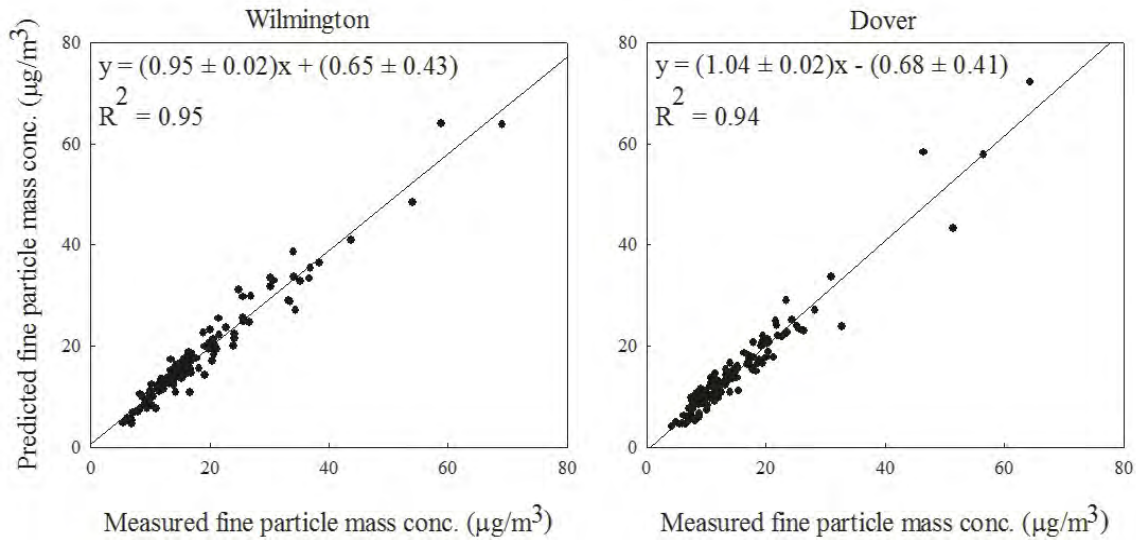 Wilmington
Dover
Predicted fine particle mass conc. (μg/m³)
80
60
40
20
0
y = (0.95 ± 0.02)x + (0.65 ± 0.43)
R² = 0.95
0 20 40 60 80
Measured fine particle mass conc. (μg/m³)
80
60
40
20
0
y = (1.04 ± 0.02)x - (0.68 ± 0.41)
R² = 0.94
0 20 40 60 80
Measured fine particle mass conc. (μg/m³)